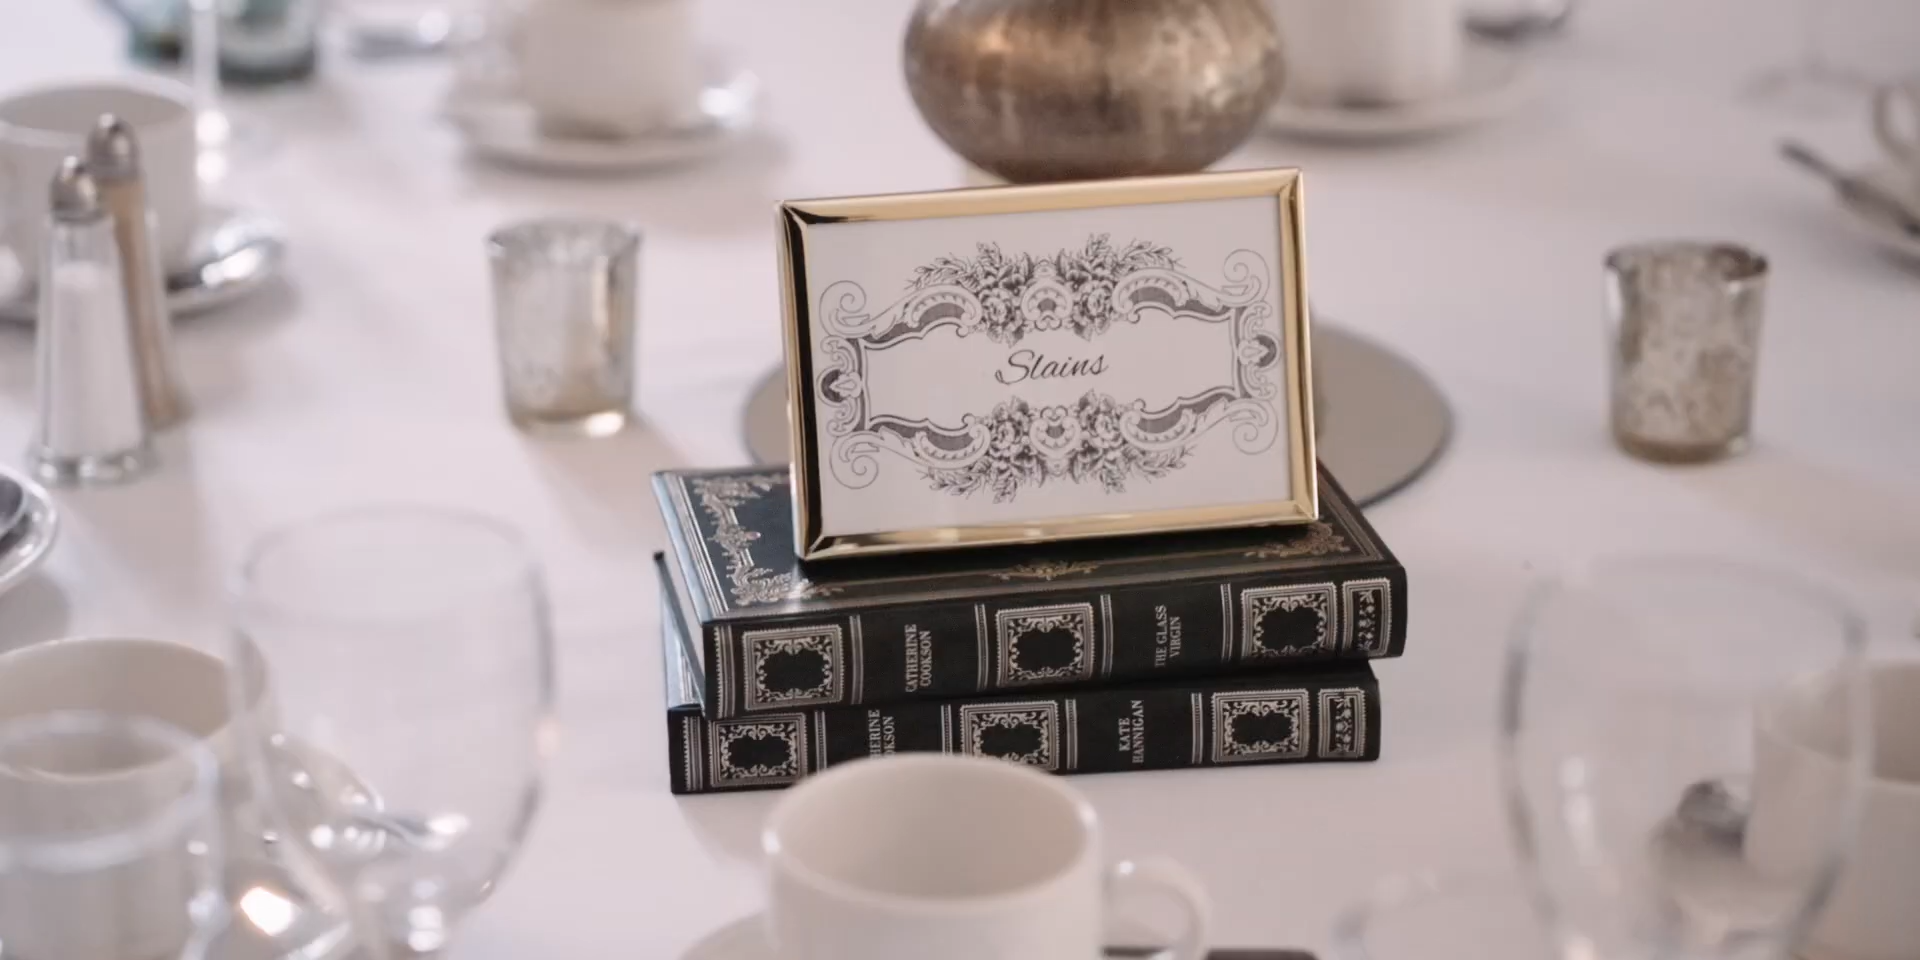 Slains
CATHERINE
COOKSON
THE GLASS
VIRGIN
KATE
HANNIGAN